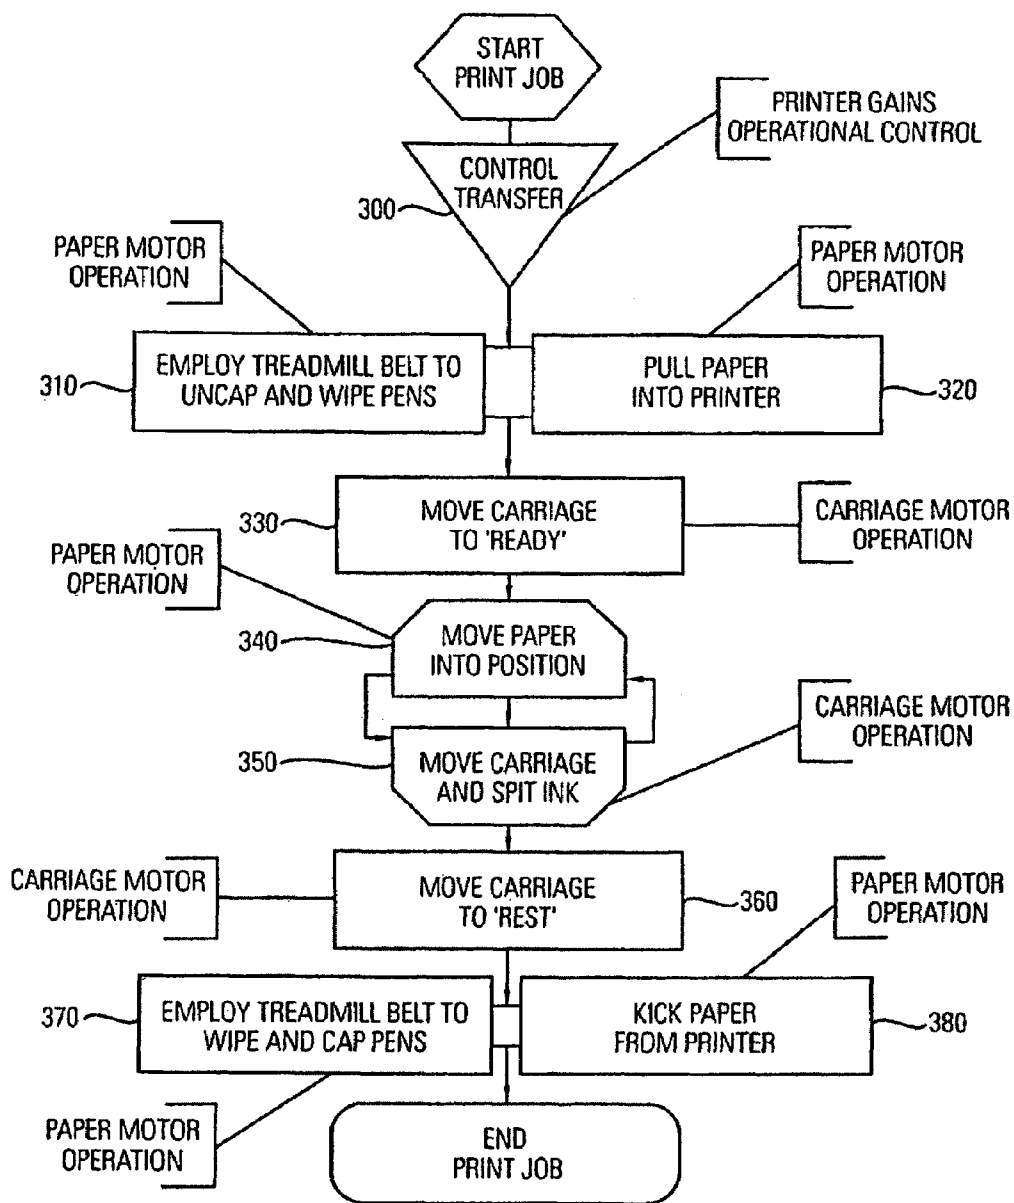 START
PRINT JOB
PRINTER GAINS
OPERATIONAL CONTROL
CONTROL
TRANSFER
300
PAPER MOTOR
OPERATION
PAPER MOTOR
OPERATION
310
EMPLOY TREADMILL BELT TO
UNCAP AND WIPE PENS
PULL PAPER
INTO PRINTER
320
330
MOVE CARRIAGE
TO 'READY'
CARRIAGE MOTOR
OPERATION
PAPER MOTOR
OPERATION
340
MOVE PAPER
INTO POSITION
CARRIAGE MOTOR
OPERATION
350
MOVE CARRIAGE
AND SPIT INK
CARRIAGE MOTOR
OPERATION
MOVE CARRIAGE
TO 'REST'
360
PAPER MOTOR
OPERATION
370
EMPLOY TREADMILL BELT TO
WIPE AND CAP PENS
KICK PAPER
FROM PRINTER
380
PAPER MOTOR
OPERATION
END
PRINT JOB